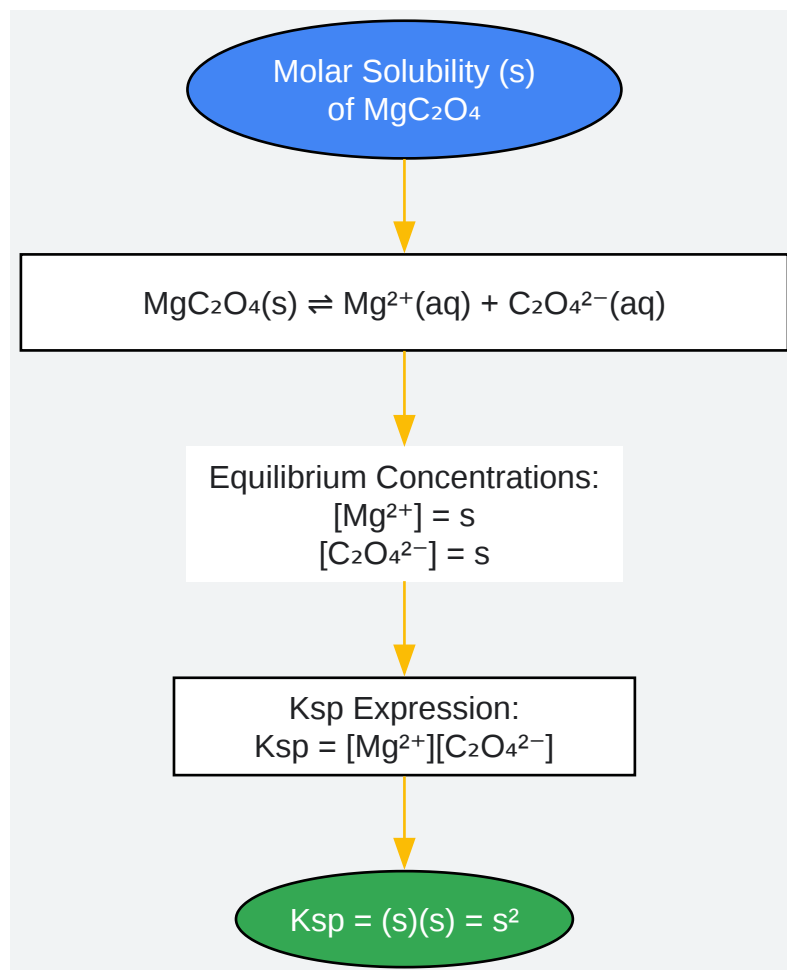 Molar Solubility (s)
of MgC₂O₄
MgC₂O₄(s) ⇌ Mg²⁺(aq) + C₂O₄²⁻(aq)
Equilibrium Concentrations:
[Mg²⁺] = s
[C₂O₄²⁻] = s
Ksp Expression:
Ksp = [Mg²⁺][C₂O₄²⁻]
Ksp = (s)(s) = s²